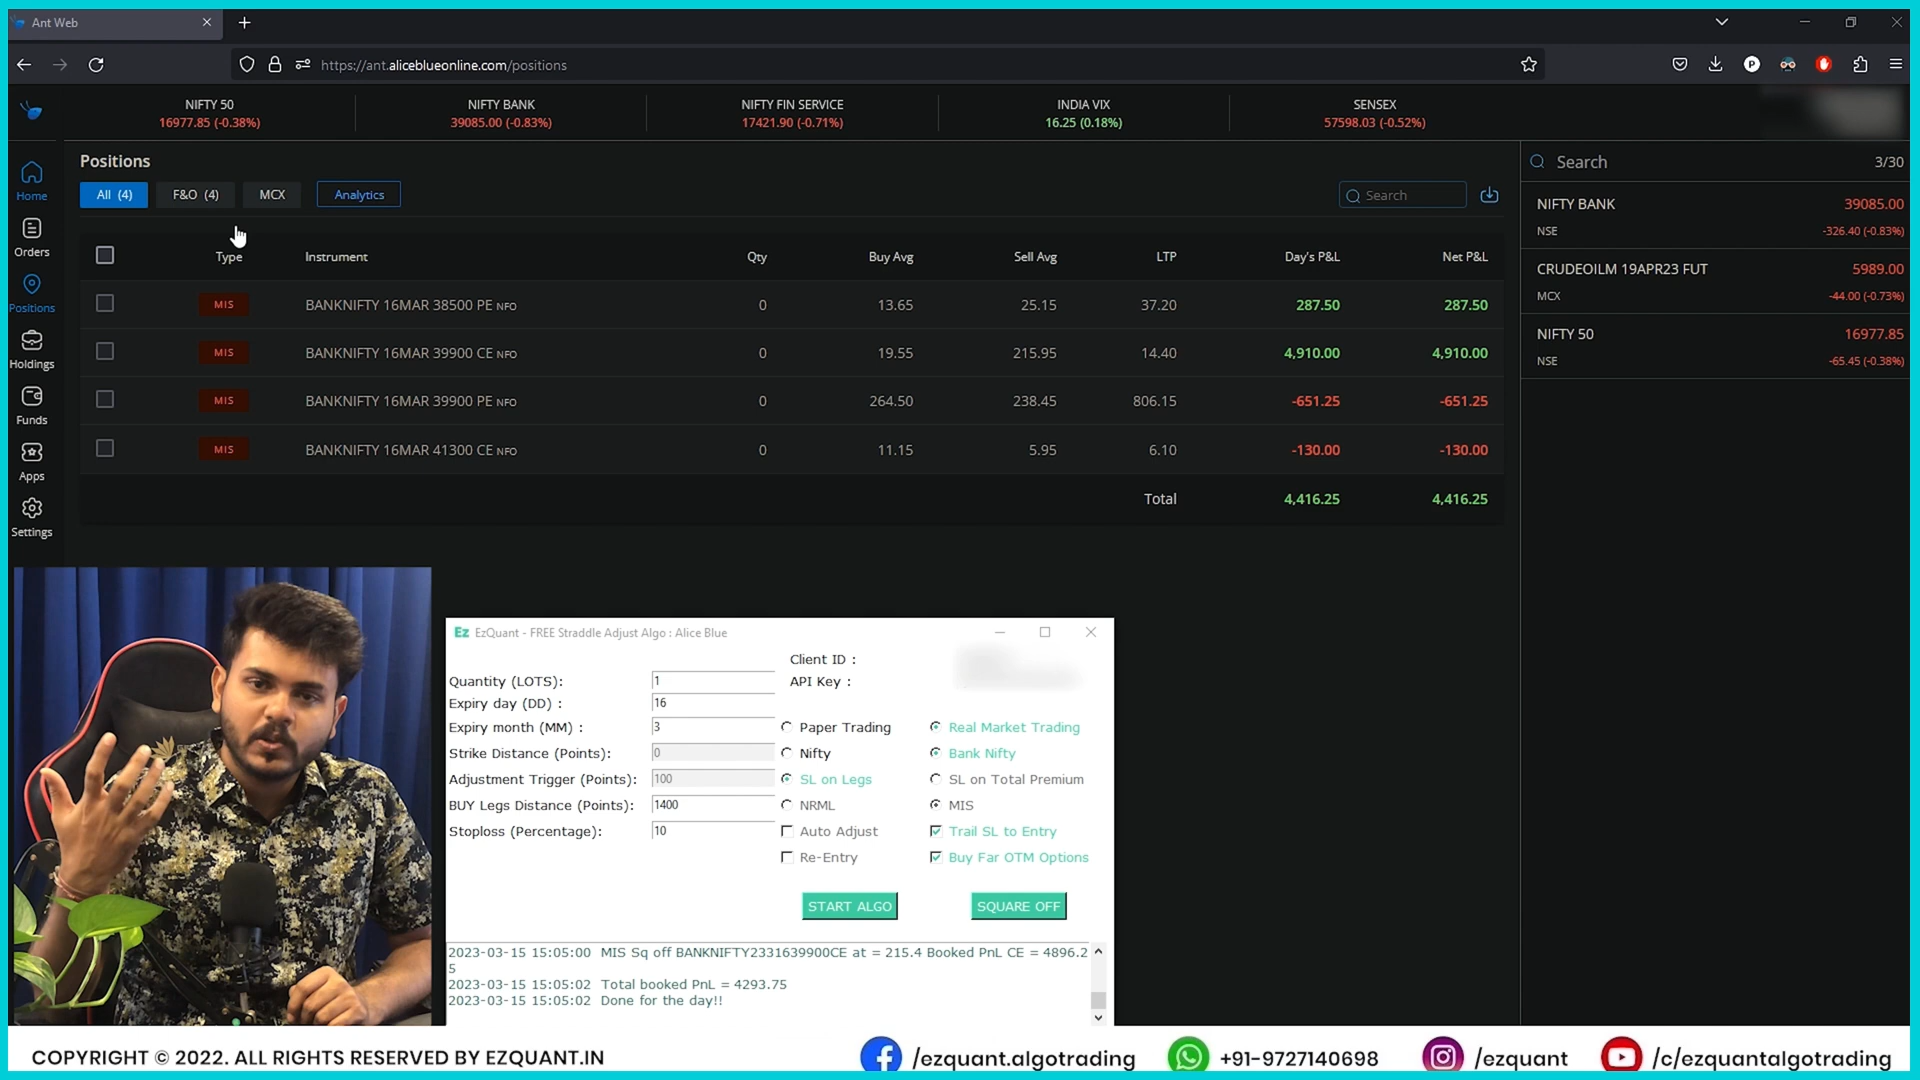 Ant Web
https://ant.aliceblueonline.com/positions
NIFTY 50
16977.85 (-0.38%)
NIFTY BANK
39085.00 (-0.83%)
NIFTY FIN SERVICE
17421.90 (-0.71%)
INDIA VIX
16.25 (0.18%)
SENSEX
57598.03 (-0.52%)
Home
Orders
Positions
Holdings
Funds
Apps
Settings
Positions
All (4) F&O (4) MCX Analytics Search
Type Instrument Qty Buy Avg Sell Avg LTP Day's P&L Net P&L
MIS BANKNIFTY 16MAR 38500 PE NFO 0 13.65 25.15 37.20 287.50 287.50
MIS BANKNIFTY 16MAR 39900 CE NFO 0 19.55 215.95 14.40 4,910.00 4,910.00
MIS BANKNIFTY 16MAR 39900 PE NFO 0 264.50 238.45 806.15 -651.25 -651.25
MIS BANKNIFTY 16MAR 41300 CE NFO 0 11.15 5.95 6.10 -130.00 -130.00
Total 4,416.25 4,416.25
Search 3/30
NIFTY BANK 39085.00
NSE -326.40 (-0.83%)
CRUDEOILM 19APR23 FUT 5989.00
MCX -44.00 (-0.73%)
NIFTY 50 16977.85
NSE -65.45 (-0.38%)
Ez EzQuant - FREE Straddle Adjust Algo : Alice Blue
Client ID :
Quantity (LOTS): 1 API Key :
Expiry day (DD) : 16
Expiry month (MM) : 3 Paper Trading Real Market Trading
Strike Distance (Points): 0 Nifty Bank Nifty
Adjustment Trigger (Points): 100 SL on Legs SL on Total Premium
BUY Legs Distance (Points): 1400 NRML MIS
Stoploss (Percentage): 10 Auto Adjust Trail SL to Entry
Re-Entry Buy Far OTM Options
START ALGO SQUARE OFF
2023-03-15 15:05:00 MIS Sq off BANKNIFTY2331639900CE at = 215.4 Booked PnL CE = 4896.2
5
2023-03-15 15:05:02 Total booked PnL = 4293.75
2023-03-15 15:05:02 Done for the day!!
COPYRIGHT © 2022. ALL RIGHTS RESERVED BY EZQUANT.IN
/ezquant.algotrading +91-9727140698 /ezquant /c/ezquantalgotrading